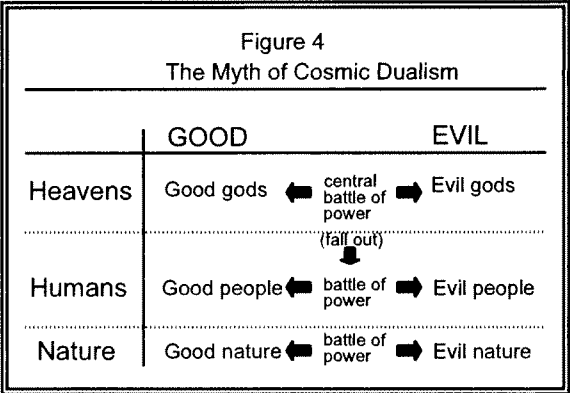 Figure 4
The Myth of Cosmic Dualism
GOOD EVIL
Heavens Good gods central battle of power Evil gods
(fall out)
Humans Good people battle of power Evil people
Nature Good nature battle of power Evil nature